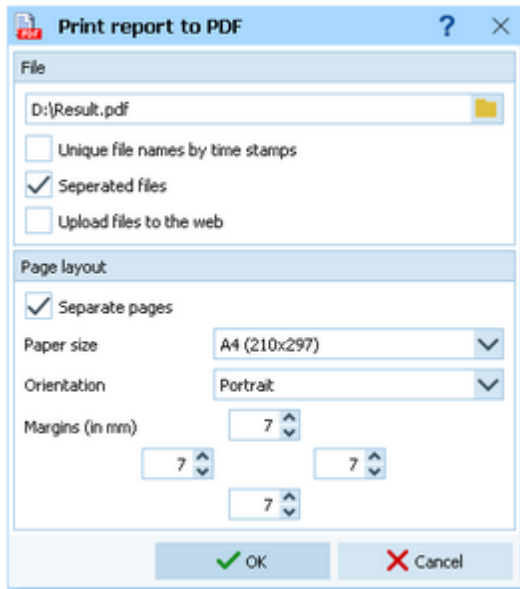 PDF
Print report to PDF ?
File
D:\Result.pdf
Unique file names by time stamps
Seperated files
Upload files to the web
Page layout
Separate pages
Paper size A4 (210x297)
Orientation Portrait
Margins (in mm) 7
7 7
7
OK Cancel